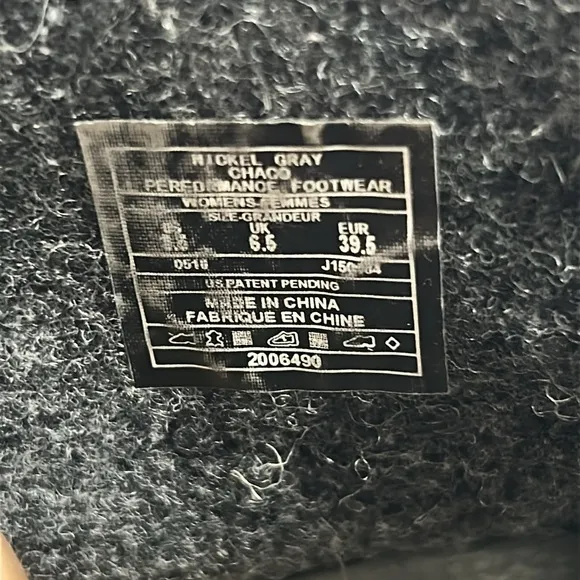 NICKEL GRAY
CHACO
PERFORMANCE FOOTWEAR
WOMENS-FEMMES
SIZE-GRANDEUR
UK EUR
6.5 39.5
0516
US PATENT PENDING
MADE IN CHINA
FABRIQUE EN CHINE
2006490